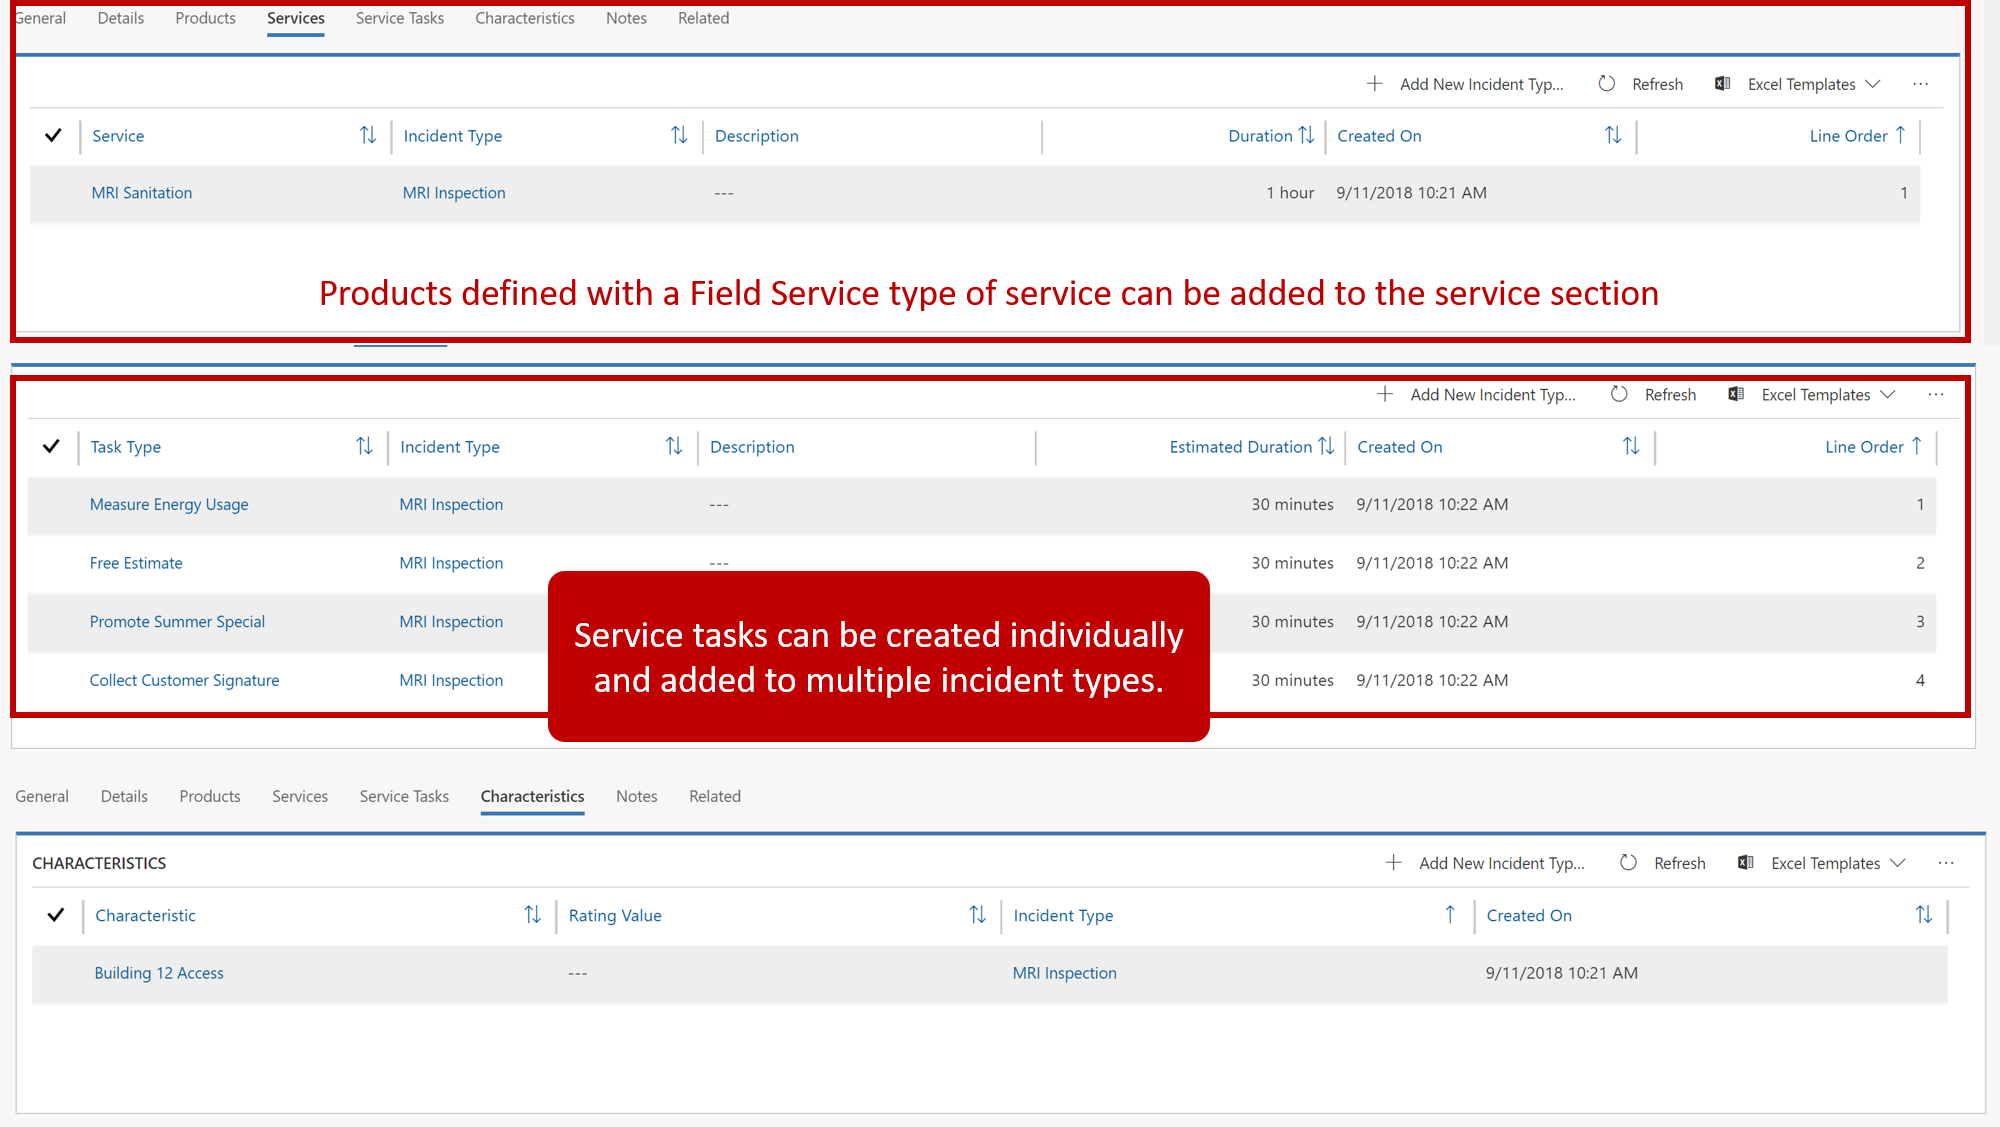 General Details Products Services Service Tasks Characteristics Notes Related
Add New Incident Typ... Refresh Excel Templates ...
Service Incident Type Description Duration Created On Line Order
MRI Sanitation MRI Inspection --- 1 hour 9/11/2018 10:21 AM 1
Products defined with a Field Service type of service can be added to the service section
Add New Incident Typ... Refresh Excel Templates ...
Task Type Incident Type Description Estimated Duration Created On Line Order
Measure Energy Usage MRI Inspection --- 30 minutes 9/11/2018 10:22 AM 1
Free Estimate MRI Inspection --- 30 minutes 9/11/2018 10:22 AM 2
Promote Summer Special MRI Inspection 30 minutes 9/11/2018 10:22 AM 3
Collect Customer Signature MRI Inspection 30 minutes 9/11/2018 10:22 AM 4
Service tasks can be created individually
and added to multiple incident types.
General Details Products Services Service Tasks Characteristics Notes Related
CHARACTERISTICS Add New Incident Typ... Refresh Excel Templates ...
Characteristic Rating Value Incident Type Created On
Building 12 Access --- MRI Inspection 9/11/2018 10:21 AM